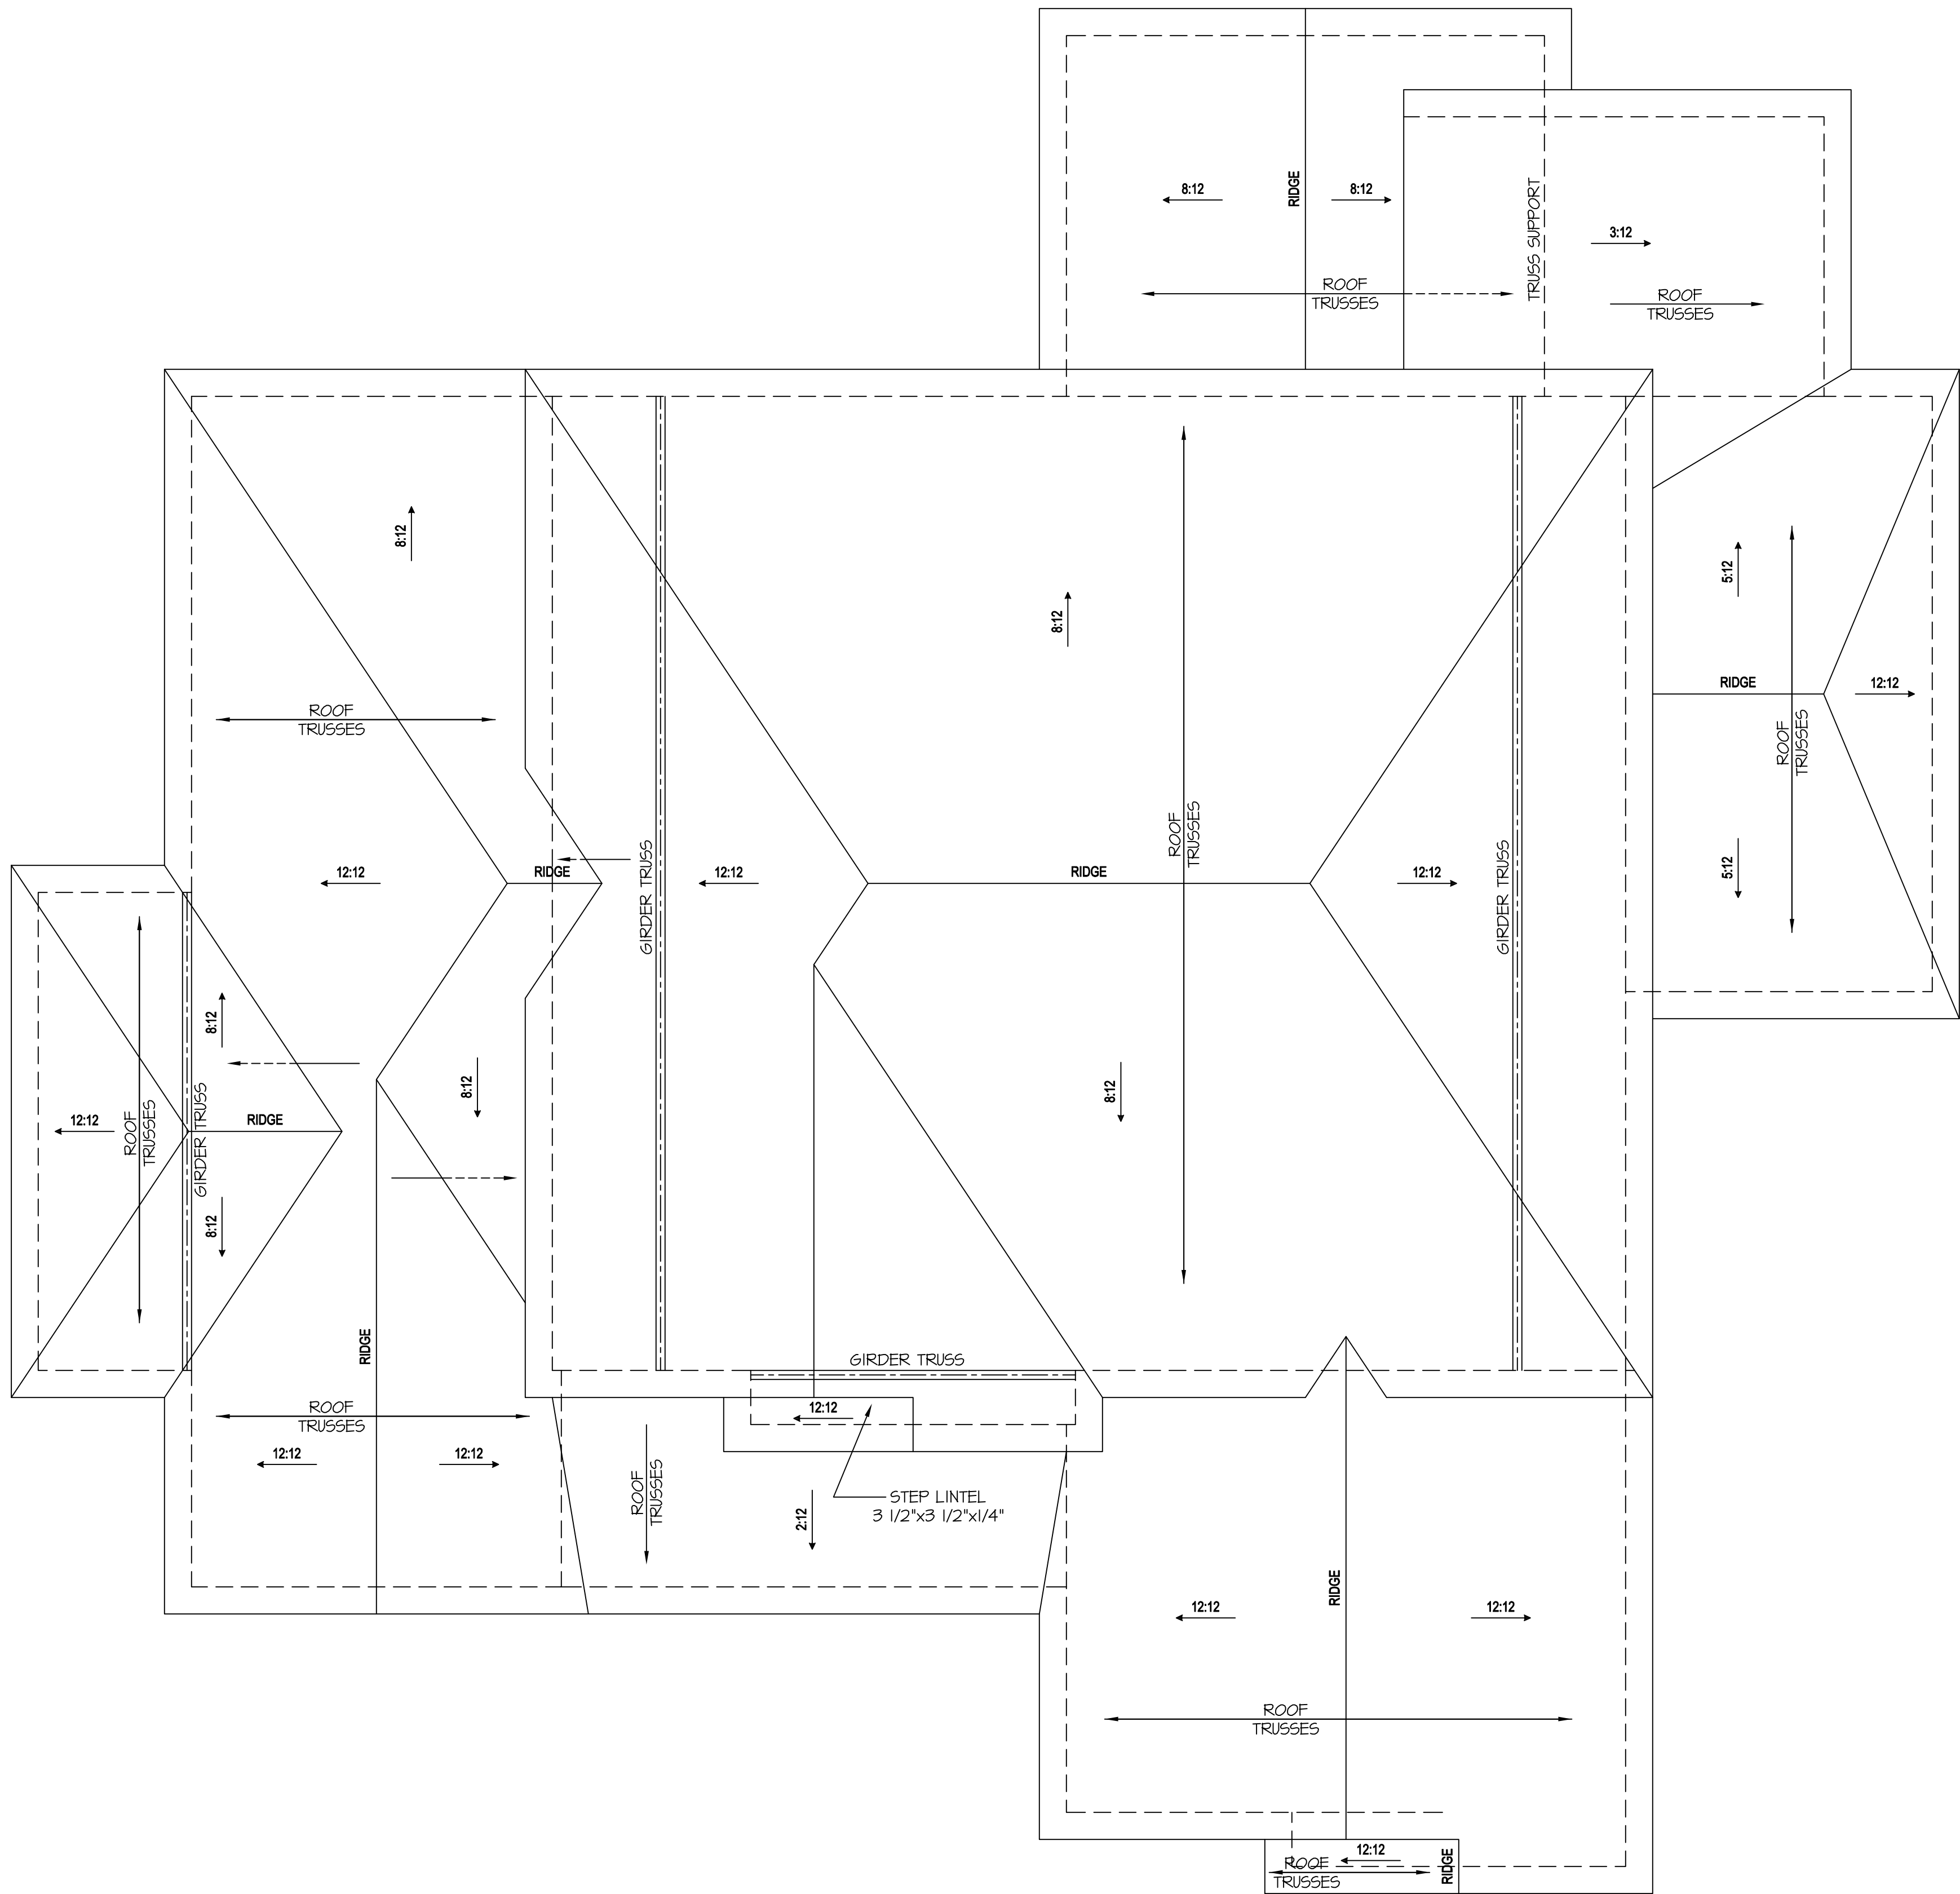 8:12
RIDGE
8:12
TRUSS SUPPORT
3:12
ROOF
TRUSSES
ROOF
TRUSSES
8:12
8:12
5:12
ROOF
TRUSSES
RIDGE
12:12
ROOF
TRUSSES
ROOF
TRUSSES
12:12
RIDGE
GIRDER TRUSS
12:12
RIDGE
12:12
GIRDER TRUSS
5:12
8:12
12:12
ROOF
TRUSSES
GIRDER TRUSS
RIDGE
8:12
8:12
8:12
RIDGE
GIRDER TRUSS
ROOF
TRUSSES
12:12
12:12
12:12
ROOF
TRUSSES
STEP LINTEL
3 1/2"x3 1/2"x1/4"
2:12
RIDGE
12:12
12:12
ROOF
TRUSSES
12:12
RIDGE
ROOF
TRUSSES